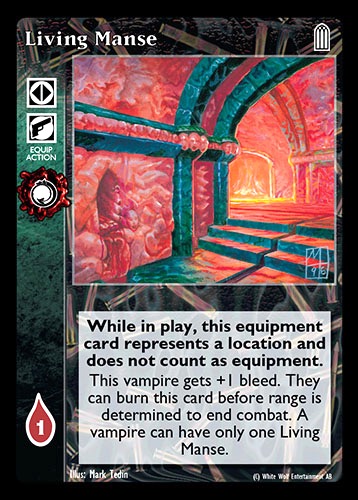 Living Manse
EQUIP
ACTION
While in play, this equipment
card represents a location and
does not count as equipment.
This vampire gets +1 bleed. They
can burn this card before range is
determined to end combat. A
vampire can have only one Living
Manse.
1
Illus: Mark Tedin
(C) White Wolf Entertainment AB